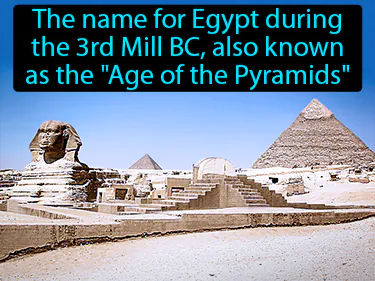 The name for Egypt during
the 3rd Mill BC, also known
as the "Age of the Pyramids"